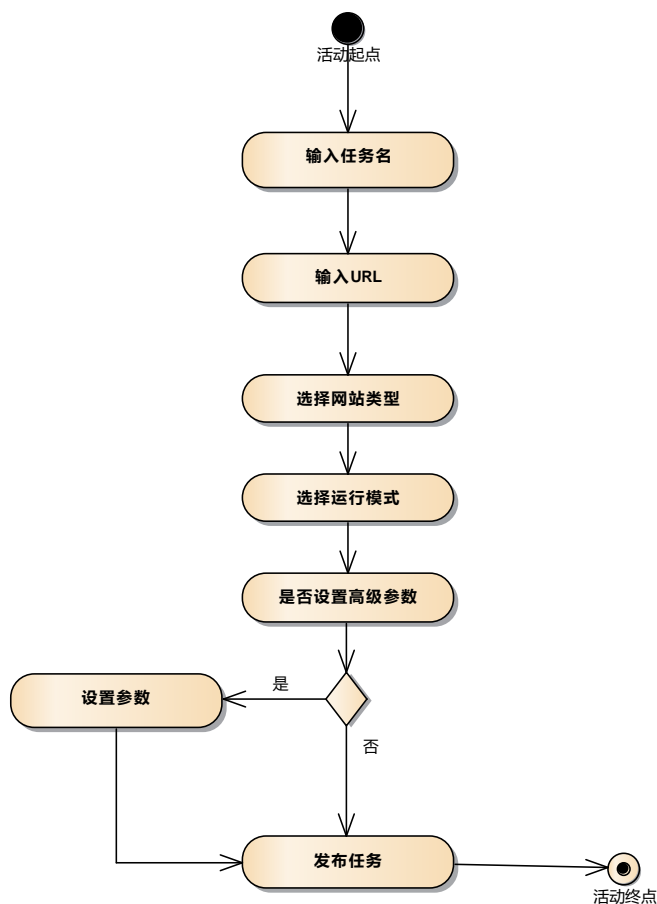 活动起点
输入任务名
输入URL
选择网站类型
选择运行模式
是否设置高级参数
是
设置参数
否
发布任务
活动终点